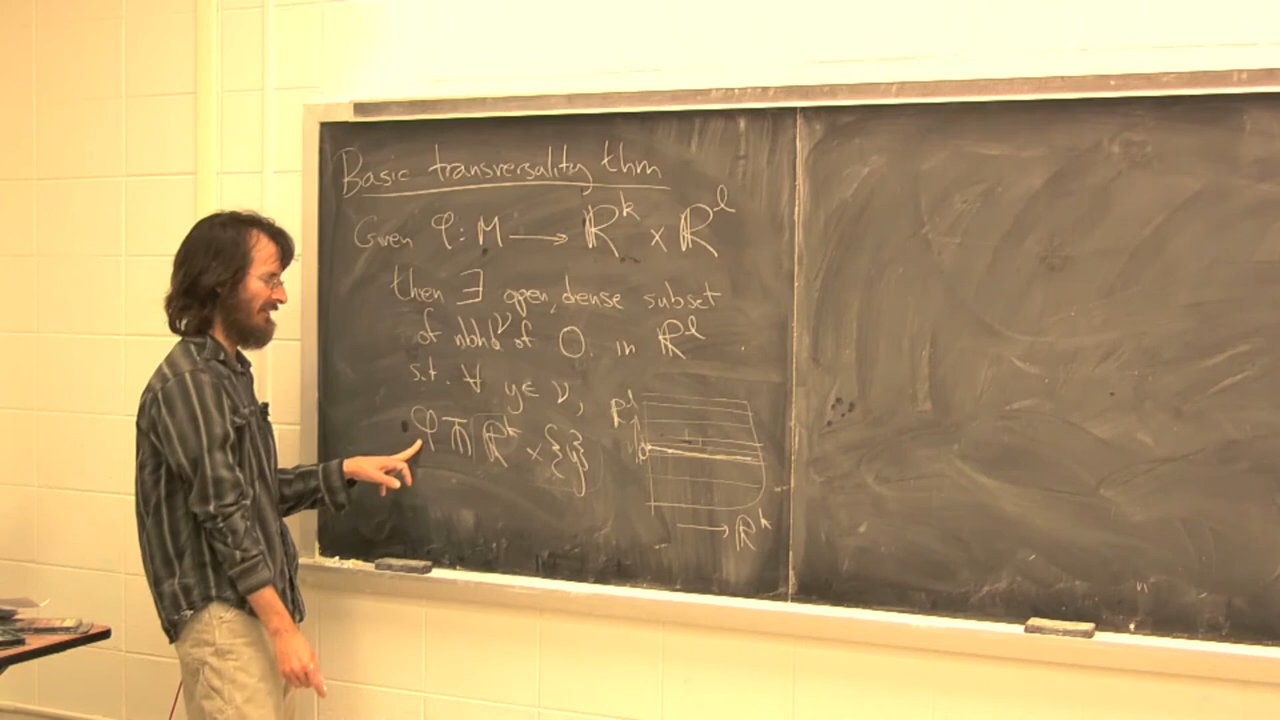 Basic transversality thm
Given φ: M → ℝ^k × ℝ^l
then ∃ open, dense subset
of nbhd ν of 0 in ℝ^l
s.t. ∀ y ∈ ν,
φ ⋔ ℝ^k × {y}
ℝ^l
→ ℝ^k